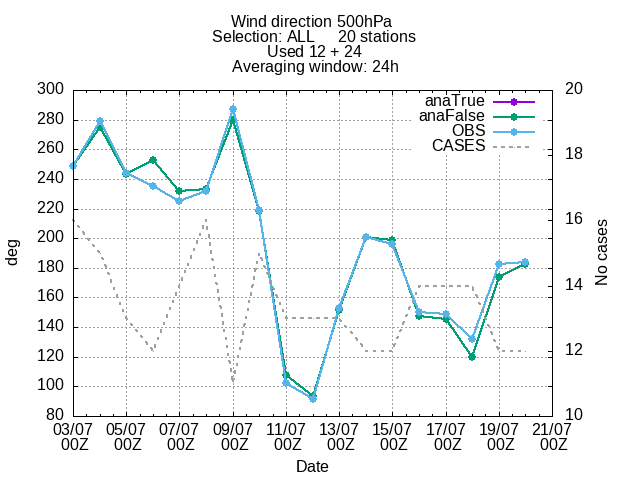 Wind direction 500hPa
Selection: ALL 20 stations
Used 12 + 24
Averaging window: 24h
300 20
280
260 18
240
220 16
200
180
160 14
140
120 12
100
80 10
anaTrue
anaFalse
OBS
CASES
deg
No cases
03/07 05/07 07/07 09/07 11/07 13/07 15/07 17/07 19/07 21/07
00Z 00Z 00Z 00Z 00Z 00Z 00Z 00Z 00Z 00Z
Date